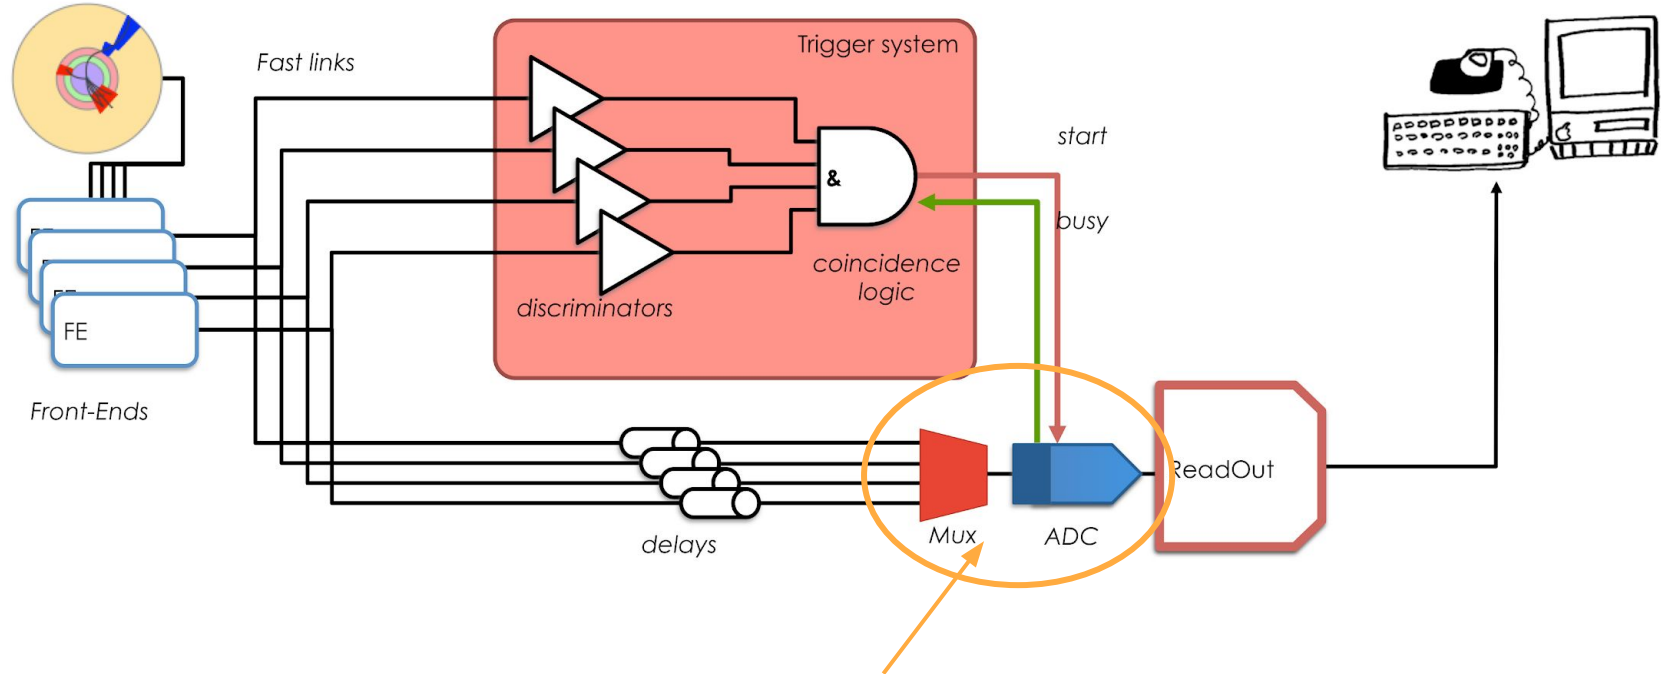 Fast links
Trigger system
start
&
busy
coincidence
logic
discriminators
FE
Front-Ends
ReadOut
Mux
ADC
delays